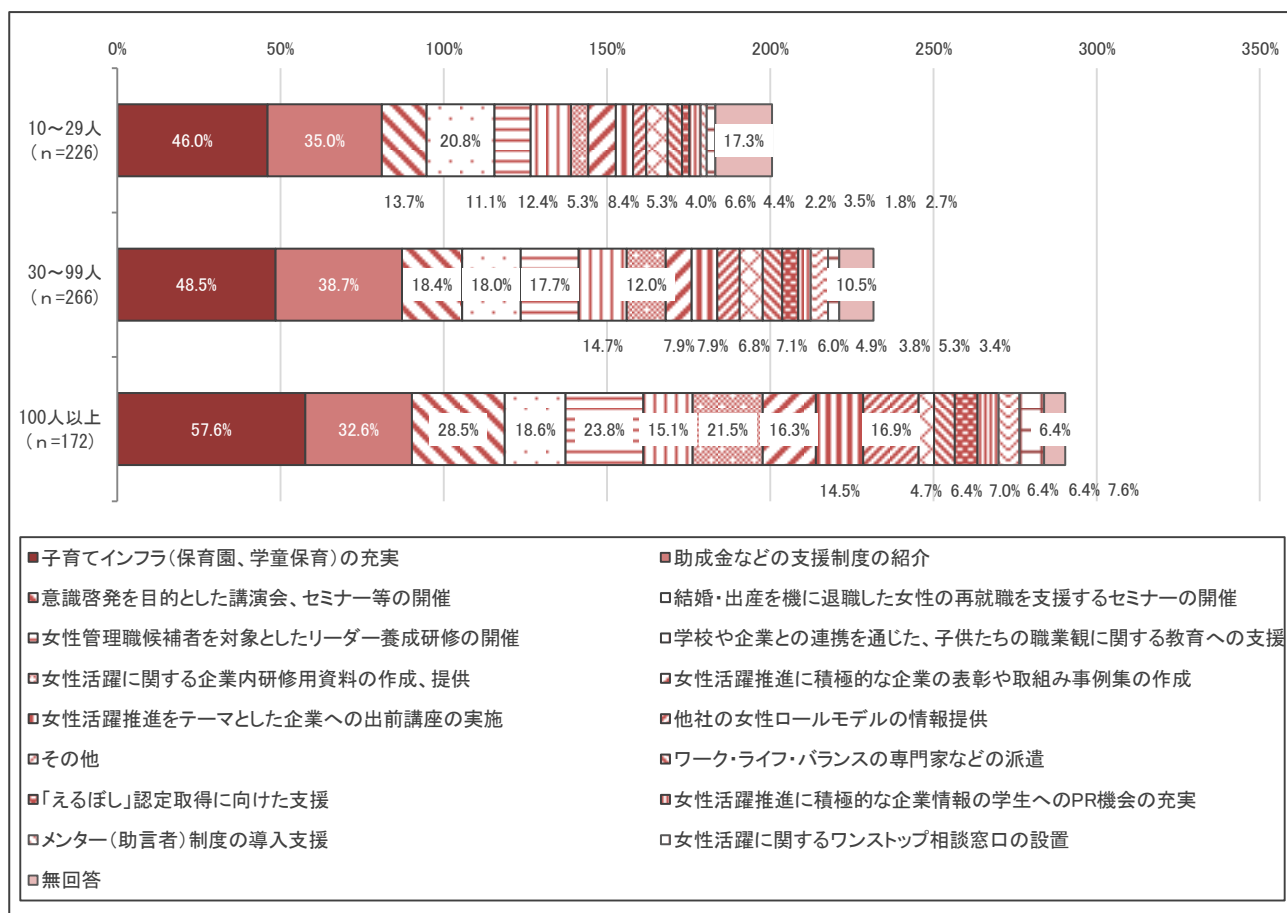 0% 50% 100% 150% 200% 250% 300% 350%
10～29人
(n=226)
46.0% 35.0% 20.8% 17.3%
13.7% 11.1% 12.4% 5.3% 8.4% 5.3% 4.0% 6.6% 4.4% 2.2% 3.5% 1.8% 2.7%
30～99人
(n=266)
48.5% 38.7% 18.4% 18.0% 17.7% 12.0% 10.5%
14.7% 7.9% 7.9% 6.8% 7.1% 6.0% 4.9% 3.8% 5.3% 3.4%
100人以上
(n=172)
57.6% 32.6% 28.5% 18.6% 23.8% 15.1% 21.5% 16.3% 16.9% 6.4%
14.5% 4.7% 6.4% 7.0% 6.4% 6.4% 7.6%
子育てインフラ(保育園、学童保育)の充実
助成金などの支援制度の紹介
意識啓発を目的とした講演会、セミナー等の開催
結婚・出産を機に退職した女性の再就職を支援するセミナーの開催
女性管理職候補者を対象としたリーダー養成研修の開催
学校や企業との連携を通じた、子供たちの職業観に関する教育への支援
女性活躍に関する企業内研修用資料の作成、提供
女性活躍推進に積極的な企業の表彰や取組み事例集の作成
女性活躍推進をテーマとした企業への出前講座の実施
他社の女性ロールモデルの情報提供
その他
ワーク・ライフ・バランスの専門家などの派遣
「えるぼし」認定取得に向けた支援
女性活躍推進に積極的な企業情報の学生へのPR機会の充実
メンター(助言者)制度の導入支援
女性活躍に関するワンストップ相談窓口の設置
無回答